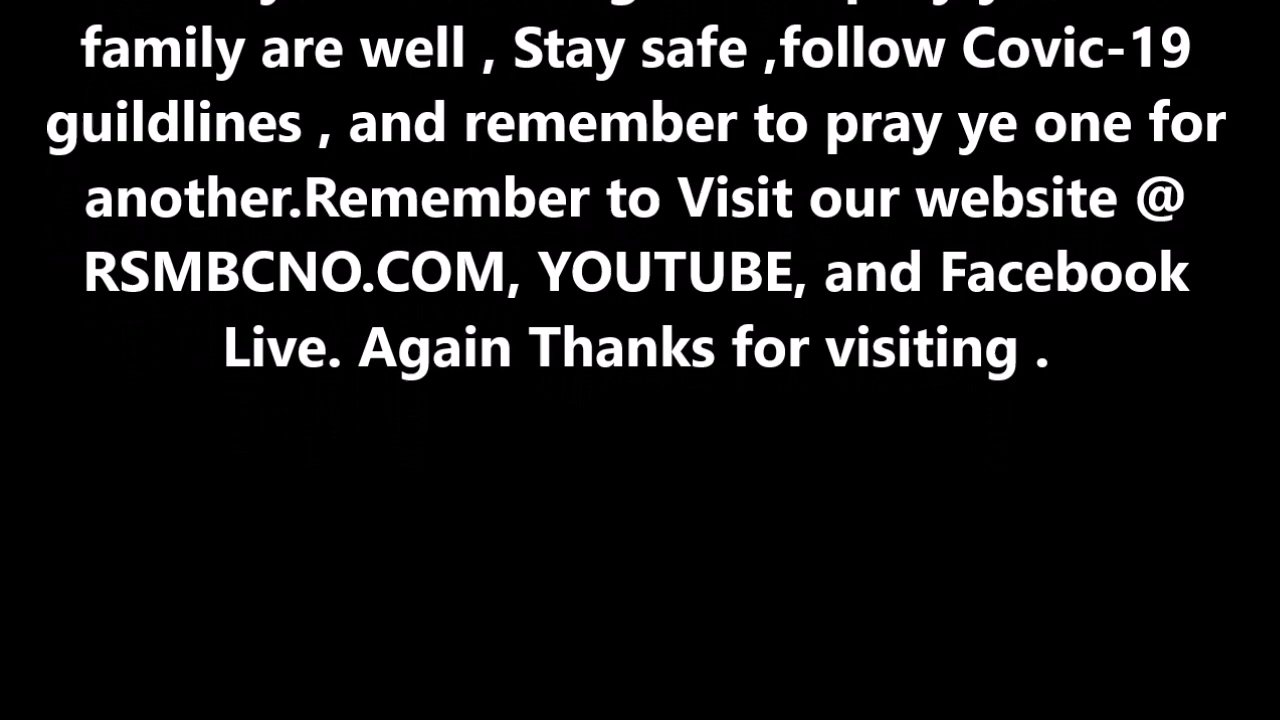 family are well , Stay safe ,follow Covic-19
guildlines , and remember to pray ye one for
another.Remember to Visit our website @
RSMBCNO.COM, YOUTUBE, and Facebook
Live. Again Thanks for visiting .